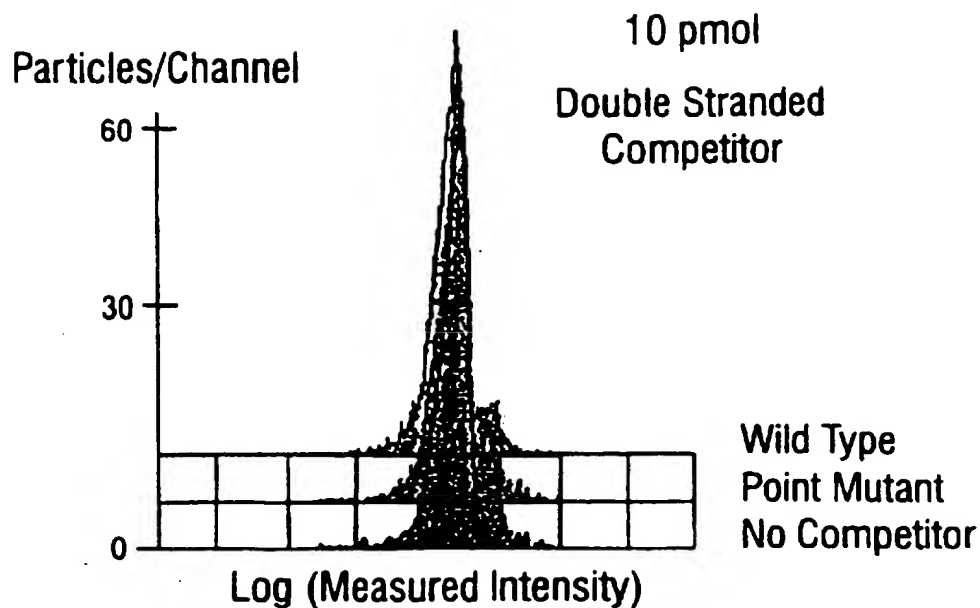 10 pmol
Particles/Channel
Double Stranded
Competitor
60
30
Wild Type
Point Mutant
No Competitor
0
Log (Measured Intensity)